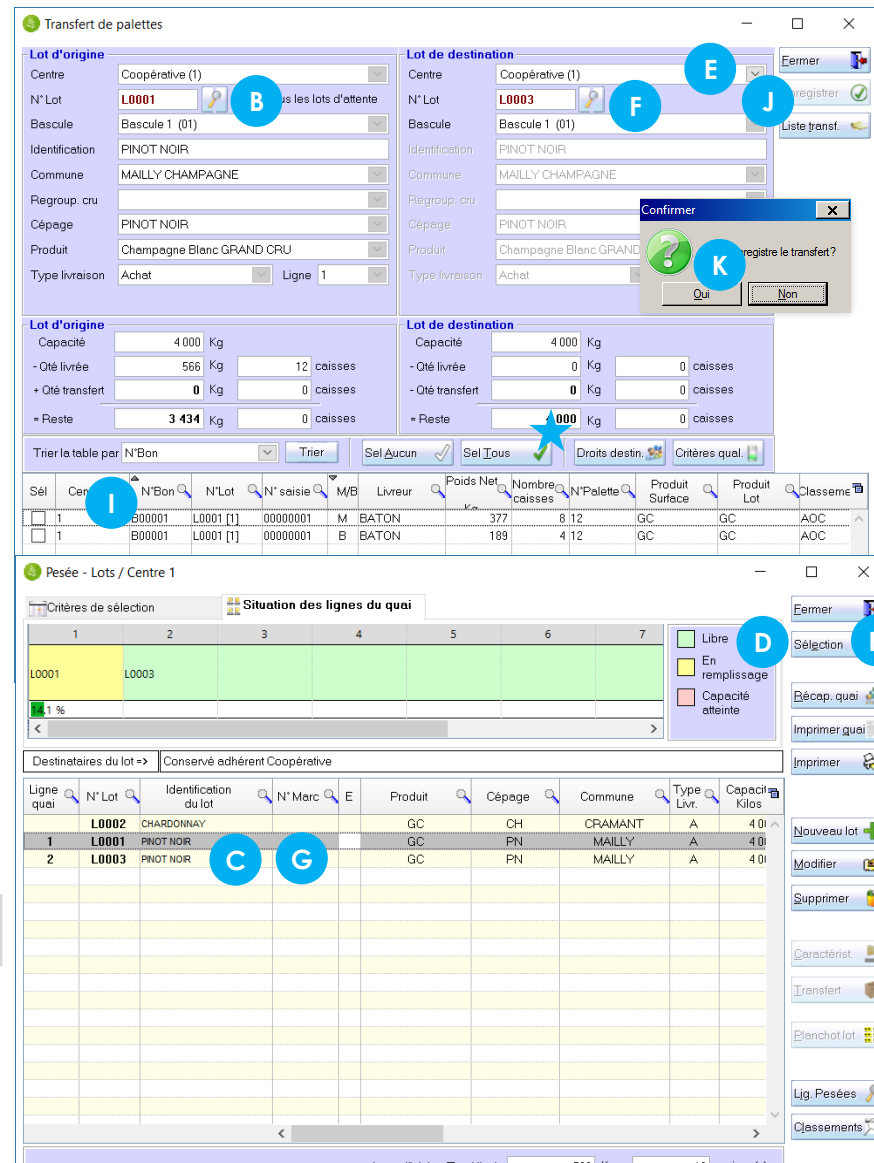 Transfert de palettes
Lot d'origine
Centre Coopérative (1)
N°Lot L0001 B us les lots d'attente
Bascule Bascule 1 (01)
Identification PINOT NOIR
Commune MAILLY CHAMPAGNE
Regroup. cru
Cépage PINOT NOIR
Produit Champagne Blanc GRAND CRU
Type livraison Achat Ligne 1
Lot de destination
Centre Coopérative (1) E
N°Lot L0003 F J
Bascule Bascule 1 (01)
Identification PINOT NOIR
Commune MAILLY CHAMPAGNE
Regroup. cru
Cépage PINOT NOIR
Produit Champagne Blanc GRAND
Type livraison Achat
Fermer
registrer
Liste transf.
Confirmer
K registre le transfert?
Oui Non
Lot d'origine
Capacité 4 000 Kg
- Qté livrée 566 Kg 12 caisses
+ Qté transfert 0 Kg 0 caisses
= Reste 3 434 Kg 0 caisses
Lot de destination
Capacité 4 000 Kg
- Qté livrée 0 Kg 0 caisses
- Qté transfert 0 Kg 0 caisses
= Reste 4 000 Kg 0 caisses
Trier la table par N°Bon Trier Sel Aucun Sel Tous Droits destin. Critères qual.
Sél Cen N°Bon N°Lot N° saisie M/B Livreur Poids Net Nombre caisses N°Palette Produit Surface Produit Lot Classeme
I
1 B00001 L0001 [1] 00000001 M BATON 377 8 12 GC GC AOC
1 B00001 L0001 [1] 00000001 B BATON 189 4 12 GC GC AOC
Pesée - Lots / Centre 1
Critères de sélection Situation des lignes du quai
1 2 3 4 5 6 7
L0001 L0003
14.1 %
Libre D
En remplissage
Capacité atteinte
Fermer
Sélection
Récap. quai
Imprimer quai
Imprimer
Nouveau lot
Modifier
Supprimer
Caractérist.
Transfert
Planchot lot
Lig. Pesées
Classements
Destinataires du lot => Conservé adhérent Coopérative
Ligne quai N° Lot Identification du lot N° Marc E Produit Cépage Commune Type Livr. Capacit Kilos
L0002 CHARDONNAY GC CH CRAMANT A 4 0
1 L0001 PINOT NOIR GC PN MAILLY A 4 0
2 L0003 PINOT NOIR C G GC PN MAILLY A 4 0